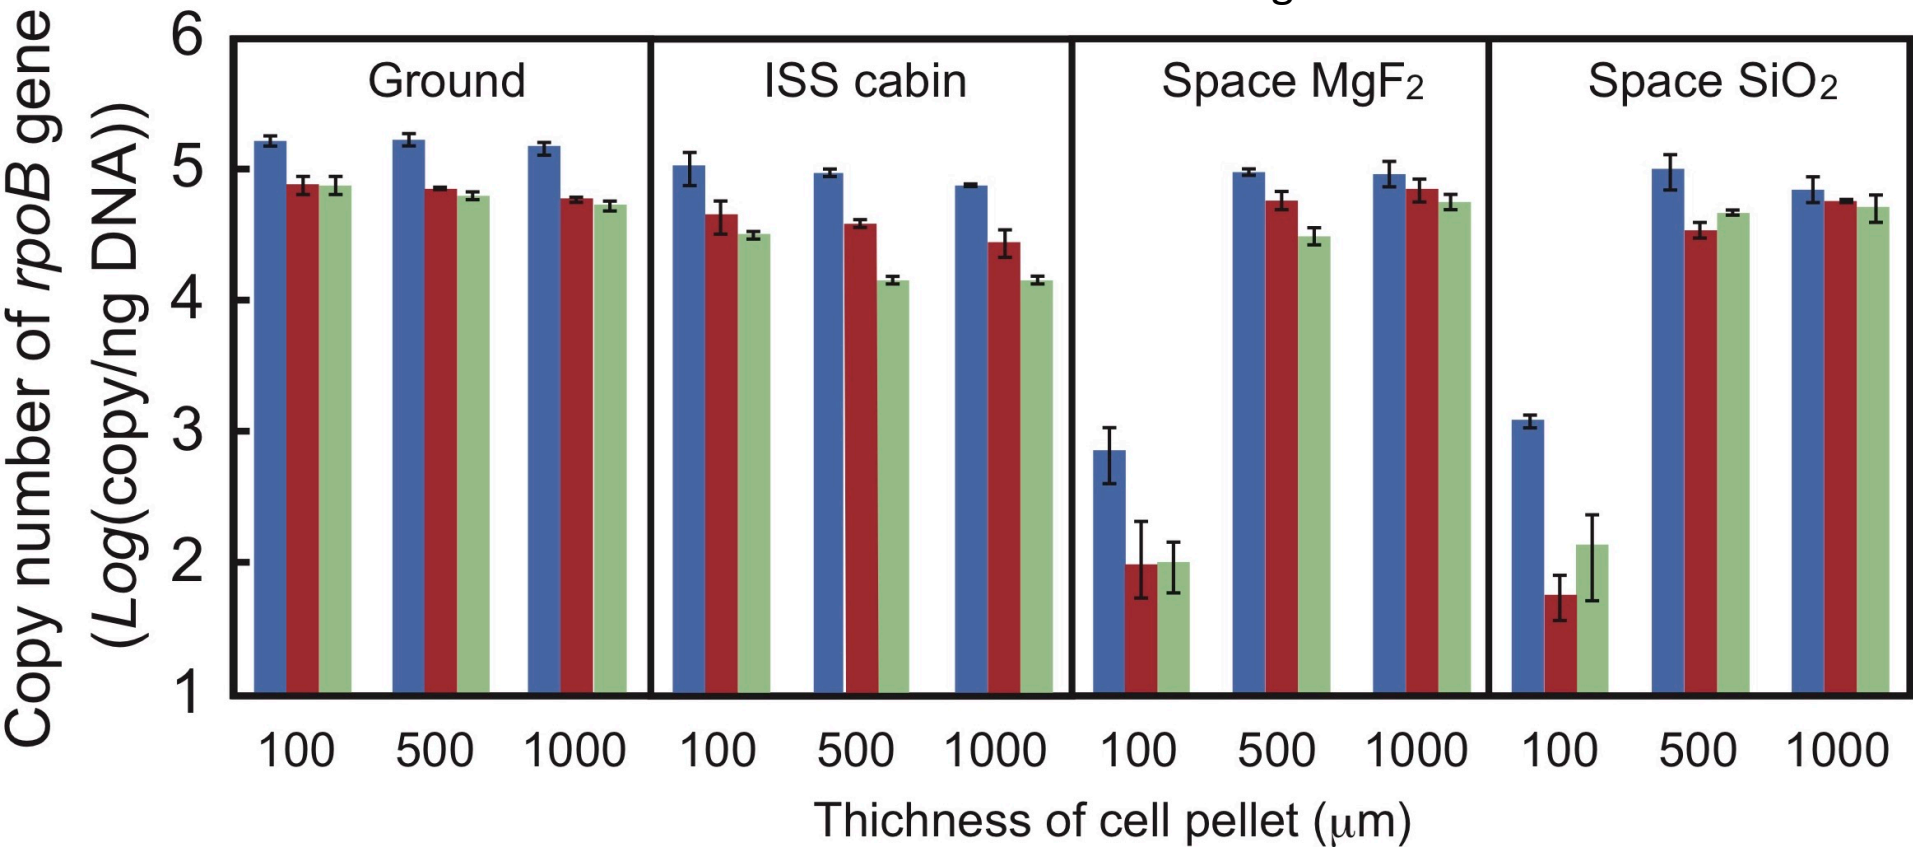 Copy number of rpoB gene
(Log(copy/ng DNA))
6
5
4
3
2
1
Ground
ISS cabin
Space MgF2
Space SiO2
100 500 1000 100 500 1000 100 500 1000 100 500 1000
Thichness of cell pellet (μm)